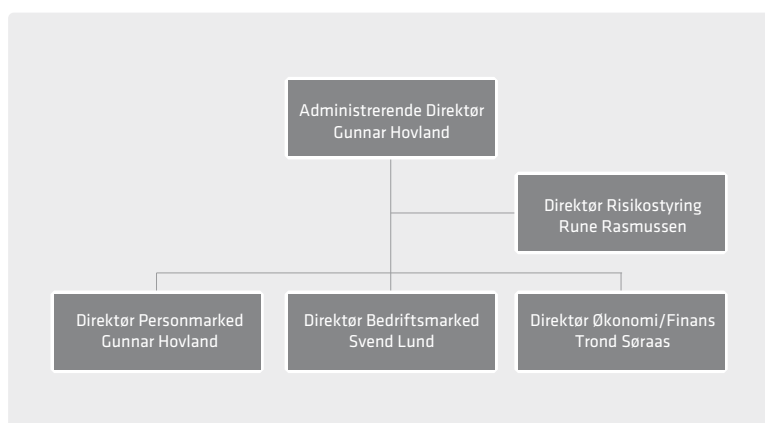 Administrerende Direktør
Gunnar Hovland
Direktør Risikostyring
Rune Rasmussen
Direktør Personmarked
Gunnar Hovland
Direktør Bedriftsmarked
Svend Lund
Direktør Økonomi/Finans
Trond Søraas